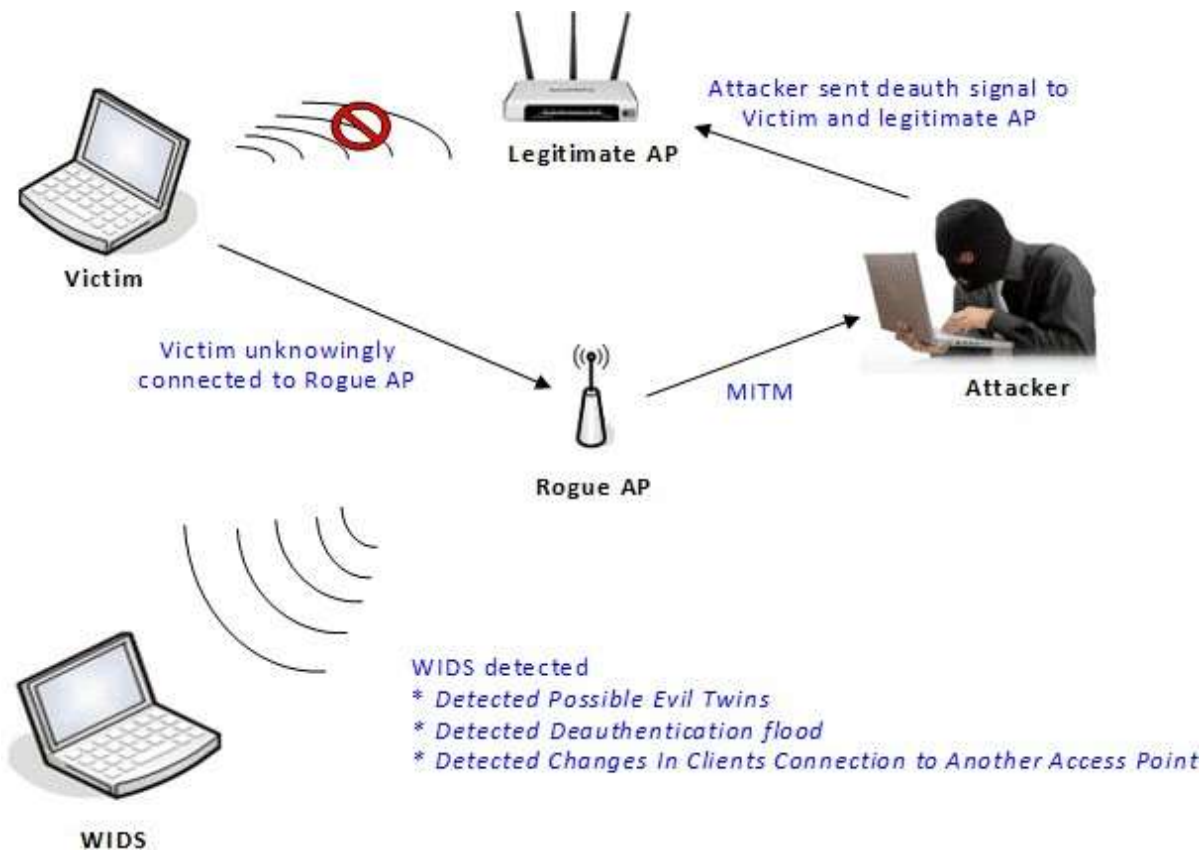 Attacker sent deauth signal to
Victim and legitimate AP
Legitimate AP
Victim
Victim unknowingly
connected to Rogue AP
MITM
Attacker
Rogue AP
WIDS detected
* Detected Possible Evil Twins
* Detected Deauthentication flood
* Detected Changes In Clients Connection to Another Access Point
WIDS